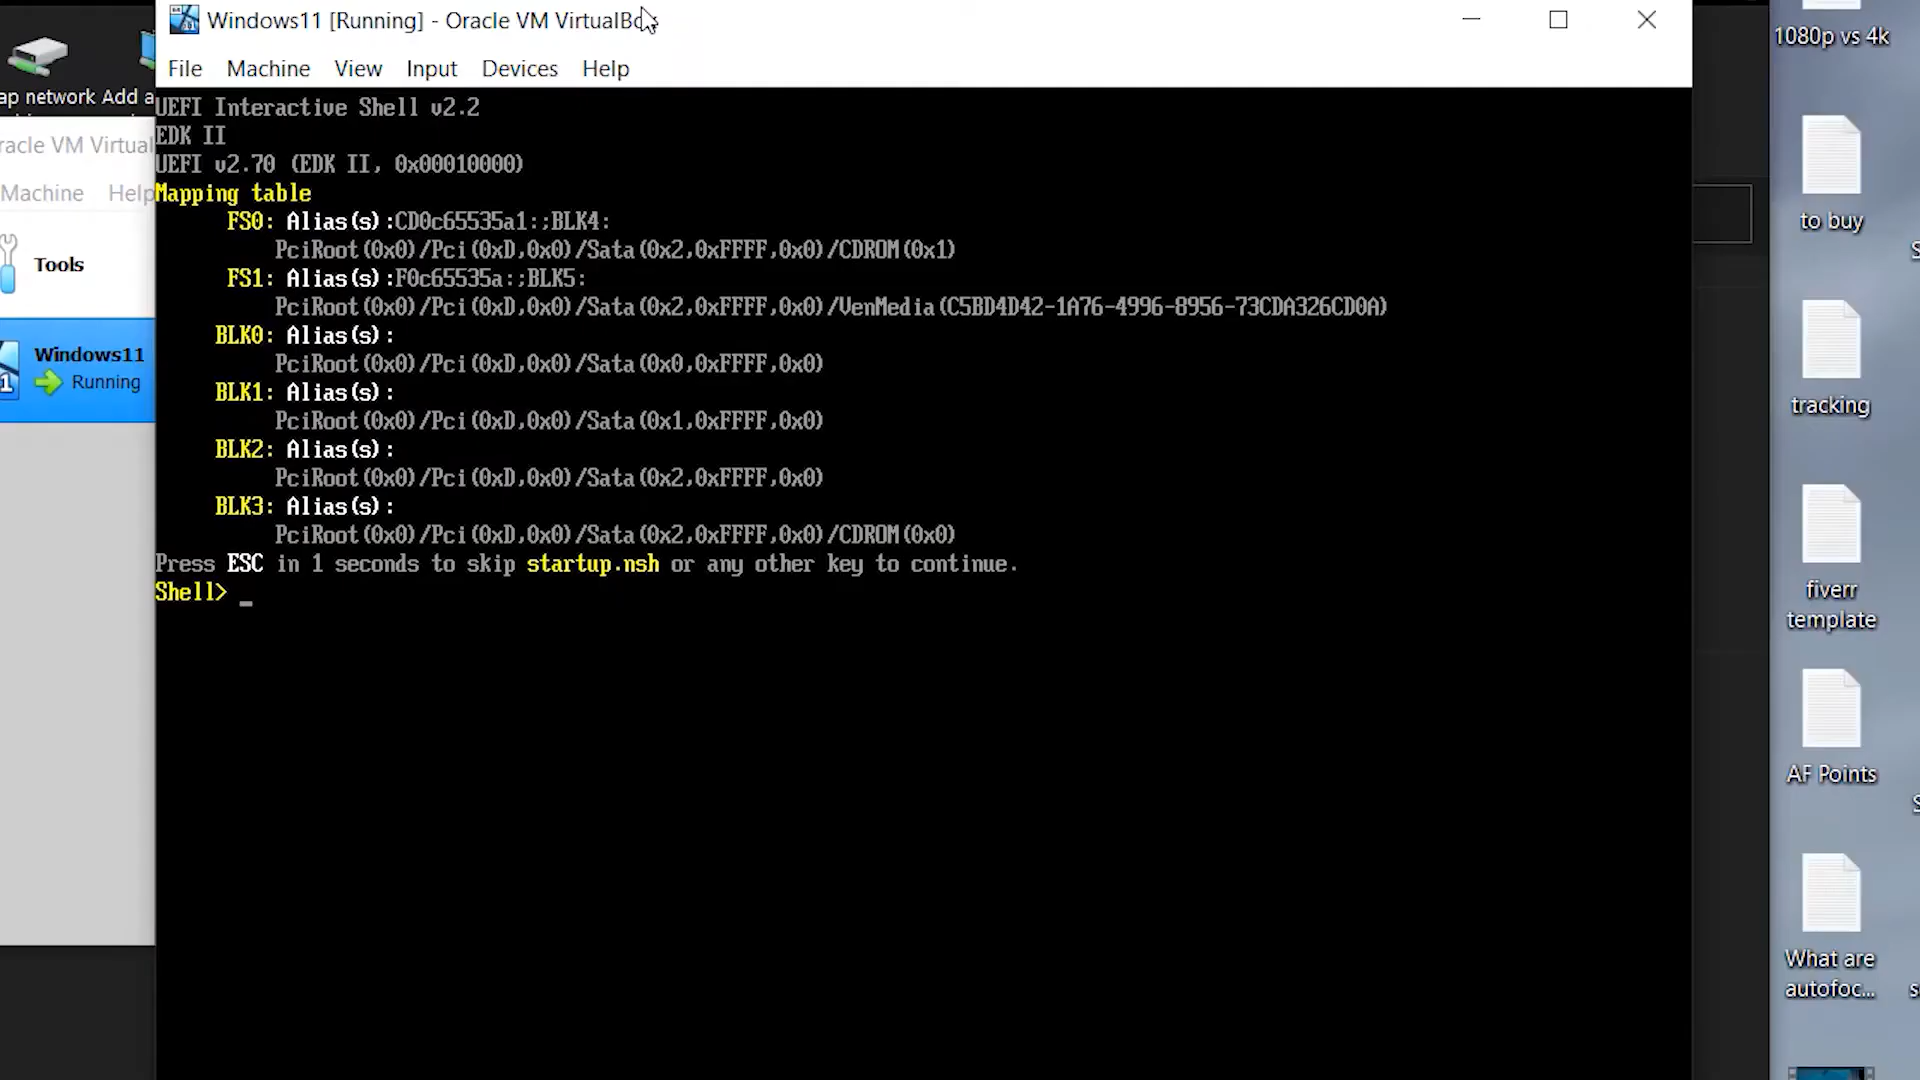 Windows11 [Running] - Oracle VM VirtualBo
File Machine View Input Devices Help
UEFI Interactive Shell v2.2
EDK II
UEFI v2.70 (EDK II, 0x00010000)
Mapping table
FS0: Alias(s):CD0c65535a1:;BLK4:
PciRoot(0x0)/Pci(0xD,0x0)/Sata(0x2,0xFFFF,0x0)/CDROM(0x1)
FS1: Alias(s):F0c65535a:;BLK5:
PciRoot(0x0)/Pci(0xD,0x0)/Sata(0x2,0xFFFF,0x0)/VenMedia(C5BD4D42-1A76-4996-8956-73CDA326CD0A)
BLK0: Alias(s):
PciRoot(0x0)/Pci(0xD,0x0)/Sata(0x0,0xFFFF,0x0)
BLK1: Alias(s):
PciRoot(0x0)/Pci(0xD,0x0)/Sata(0x1,0xFFFF,0x0)
BLK2: Alias(s):
PciRoot(0x0)/Pci(0xD,0x0)/Sata(0x2,0xFFFF,0x0)
BLK3: Alias(s):
PciRoot(0x0)/Pci(0xD,0x0)/Sata(0x2,0xFFFF,0x0)/CDROM(0x0)
Press ESC in 1 seconds to skip startup.nsh or any other key to continue.
Shell> _
ap network Add a
racle VM Virtual
Machine Help
Tools
Windows11
Running
1080p vs 4k
to buy
tracking
fiverr
template
AF Points
What are
autofoc...